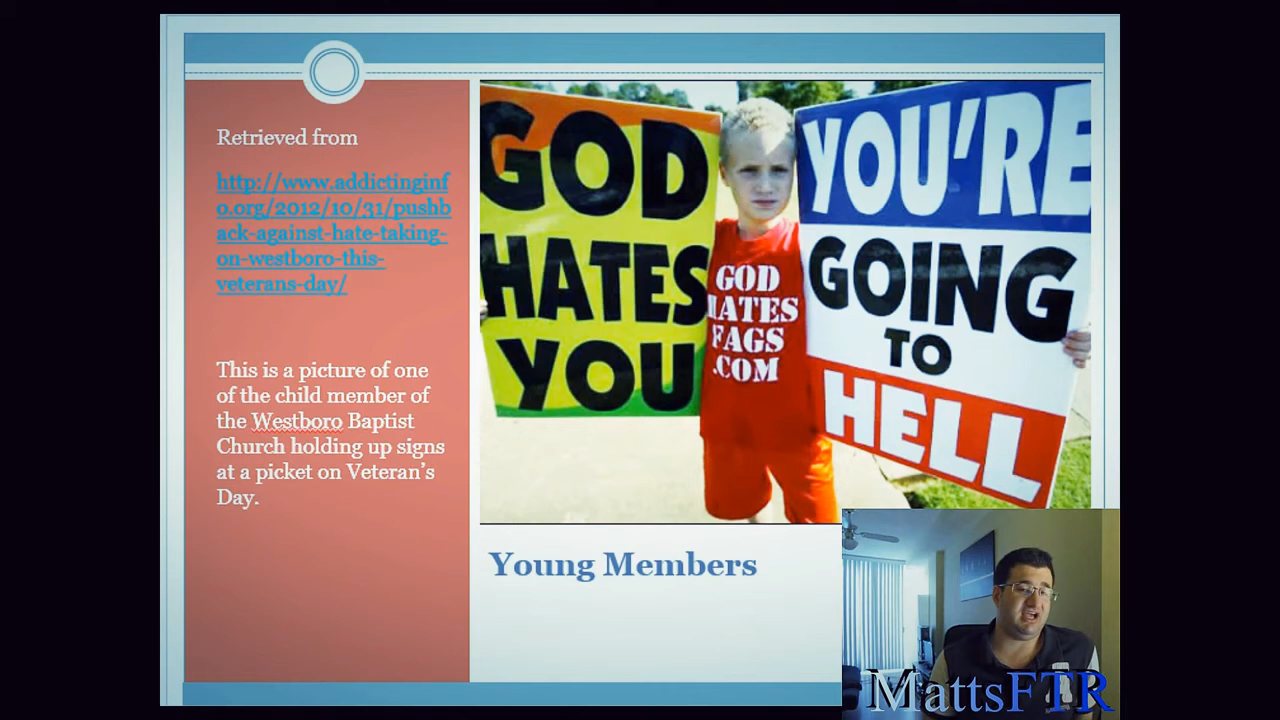 Retrieved from
http://www.addictinginf
o.org/2012/10/31/pushb
ack-against-hate-taking-
on-westboro-this-
veterans-day/
This is a picture of one
of the child member of
the Westboro Baptist
Church holding up signs
at a picket on Veteran's
Day.
GOD
HATES
YOU
GOD
HATES
FAGS
.COM
YOU'RE
GOING
TO
HELL
Young Members
MattsFTR